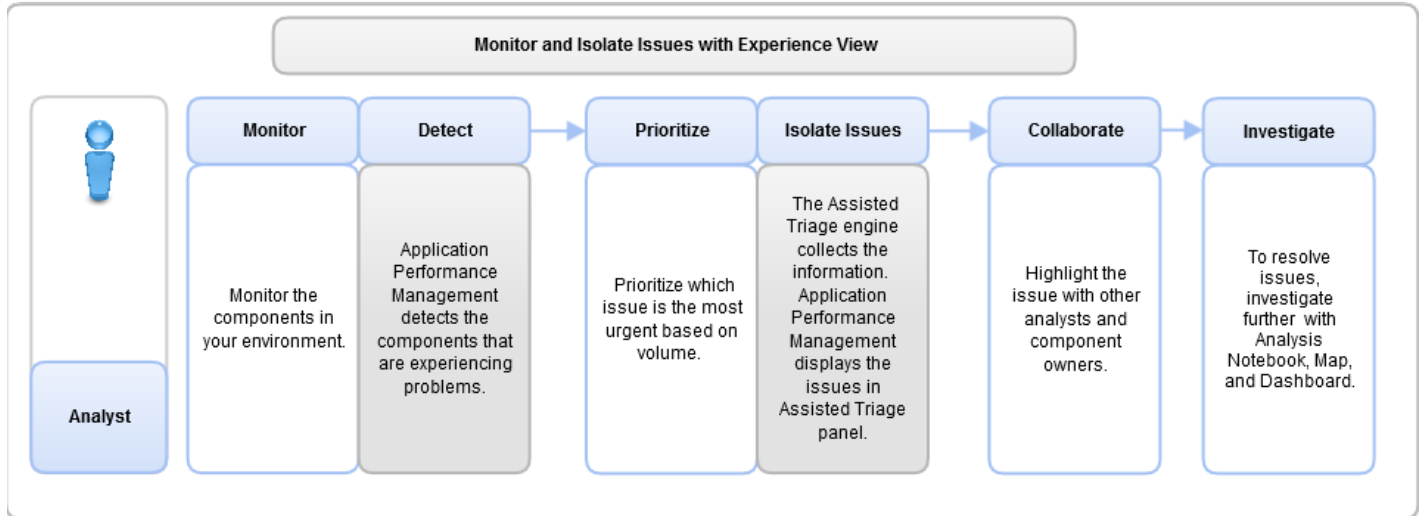 Monitor and Isolate Issues with Experience View
Analyst
Monitor
Monitor the
components in
your environment.
Detect
Application
Performance
Management
detects the
components that
are experiencing
problems.
Prioritize
Prioritize which
issue is the most
urgent based on
volume.
Isolate Issues
The Assisted
Triage engine
collects the
information.
Application
Performance
Management
displays the
issues in
Assisted Triage
panel.
Collaborate
Highlight the
issue with other
analysts and
component
owners.
Investigate
To resolve
issues,
investigate
further with
Analysis
Notebook, Map,
and Dashboard.